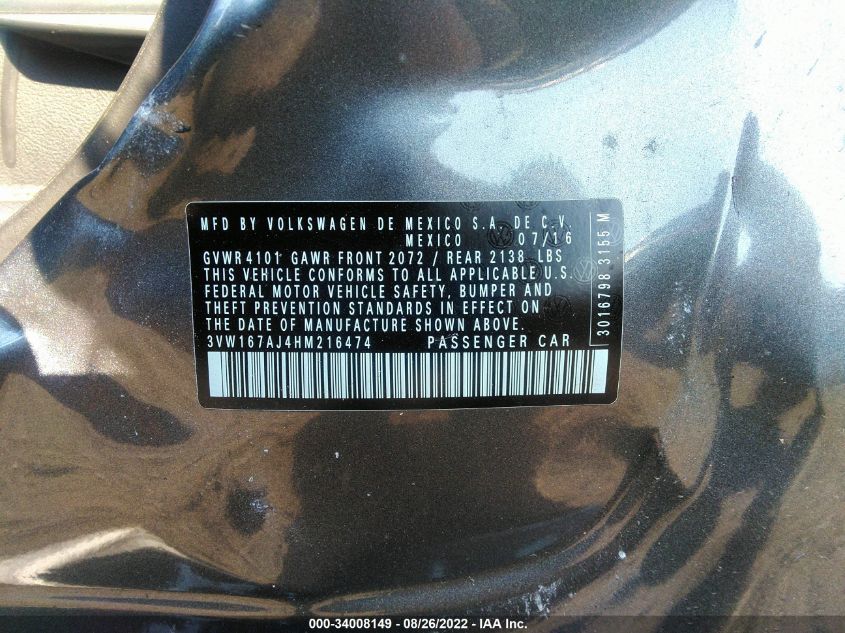 MFD BY VOLKSWAGEN DE MEXICO S.A. DE C.V.
MEXICO 07/16
GVWR 4101 GAWR FRONT 2072 / REAR 2138 LBS
THIS VEHICLE CONFORMS TO ALL APPLICABLE U.S.
FEDERAL MOTOR VEHICLE SAFETY, BUMPER AND
THEFT PREVENTION STANDARDS IN EFFECT ON
THE DATE OF MANUFACTURE SHOWN ABOVE.
3VW167AJ4HM216474 PASSENGER CAR
3016798 3155 M
000-34008149 - 08/26/2022 - IAA Inc.